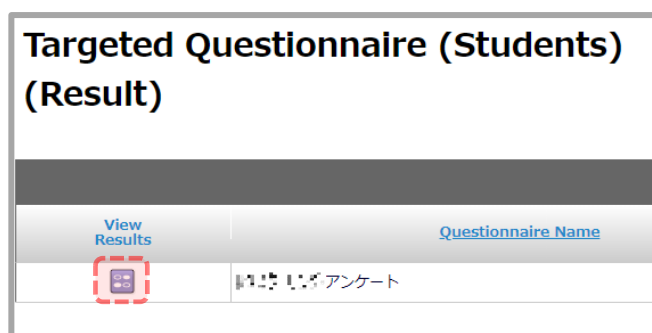 Targeted Questionnaire (Students)
(Result)
View
Results
Questionnaire Name
アンケート